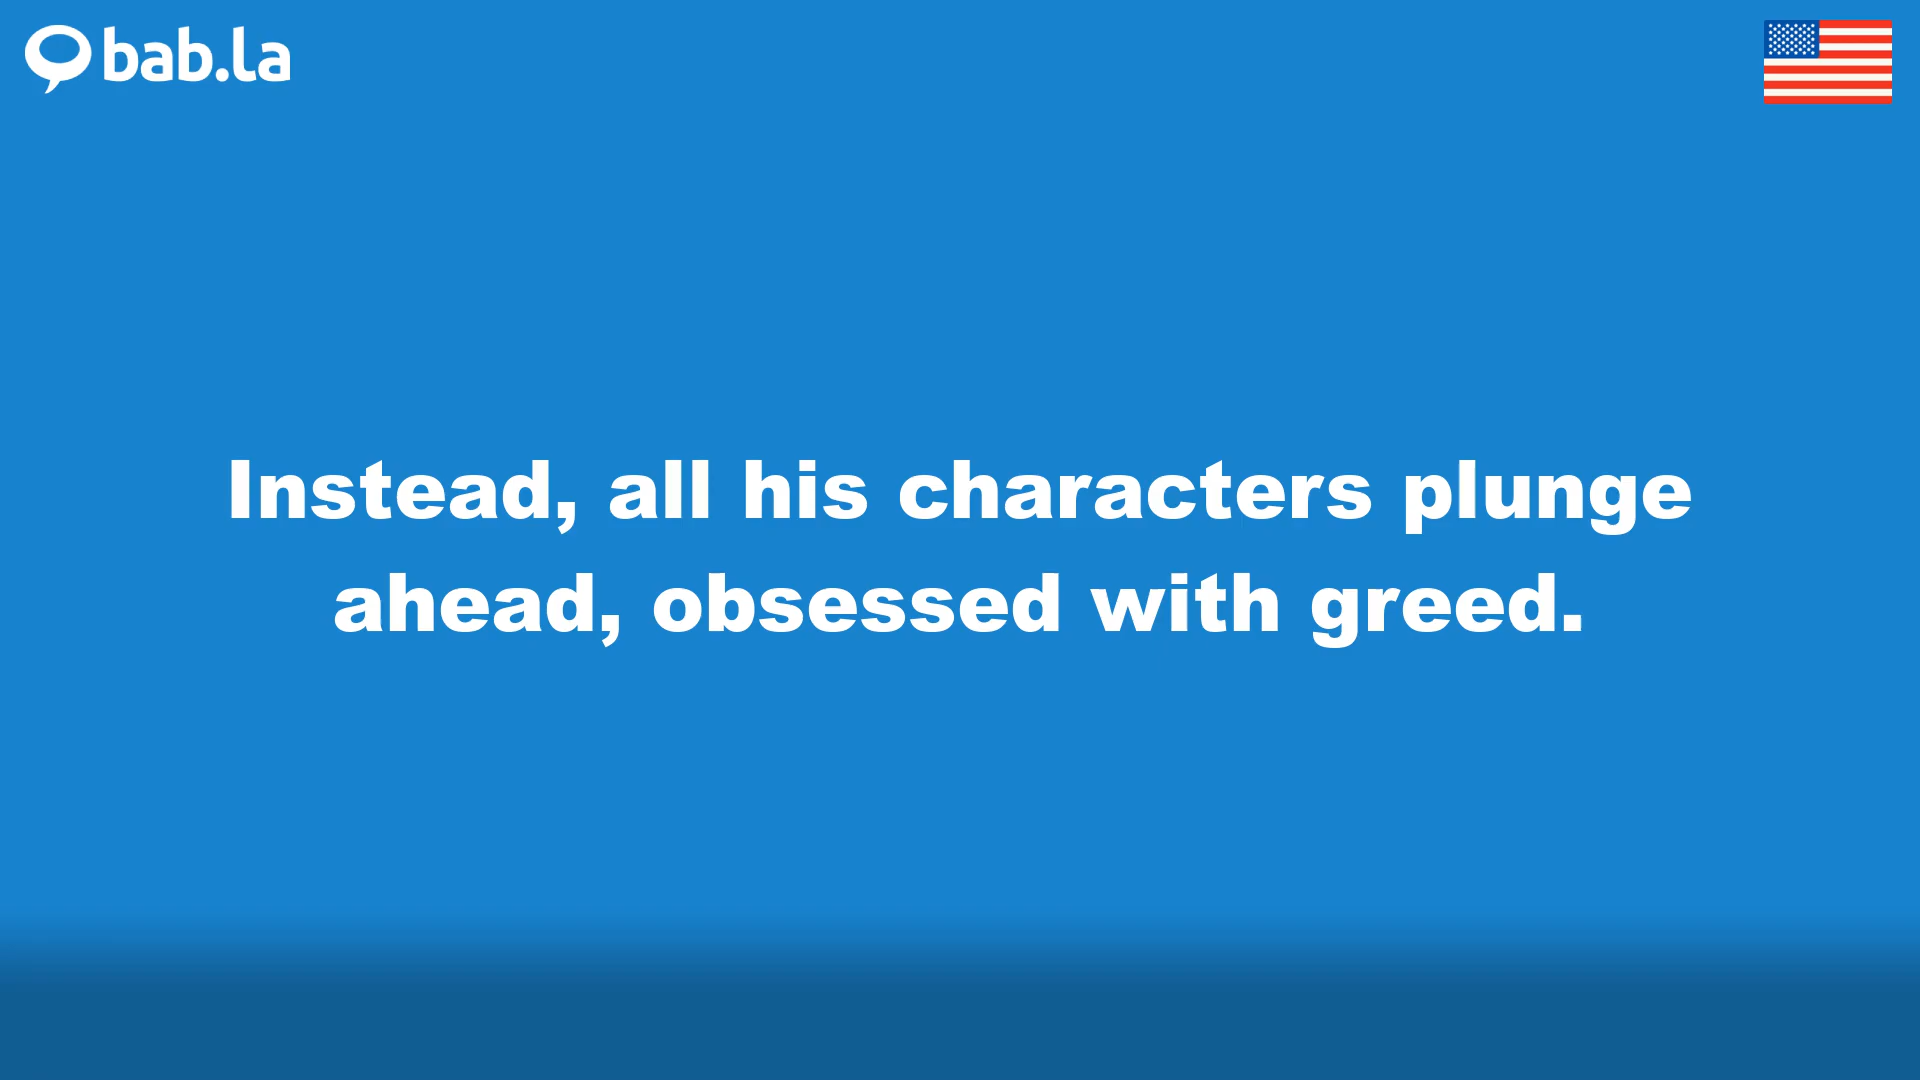 bab.la
Instead, all his characters plunge
ahead, obsessed with greed.